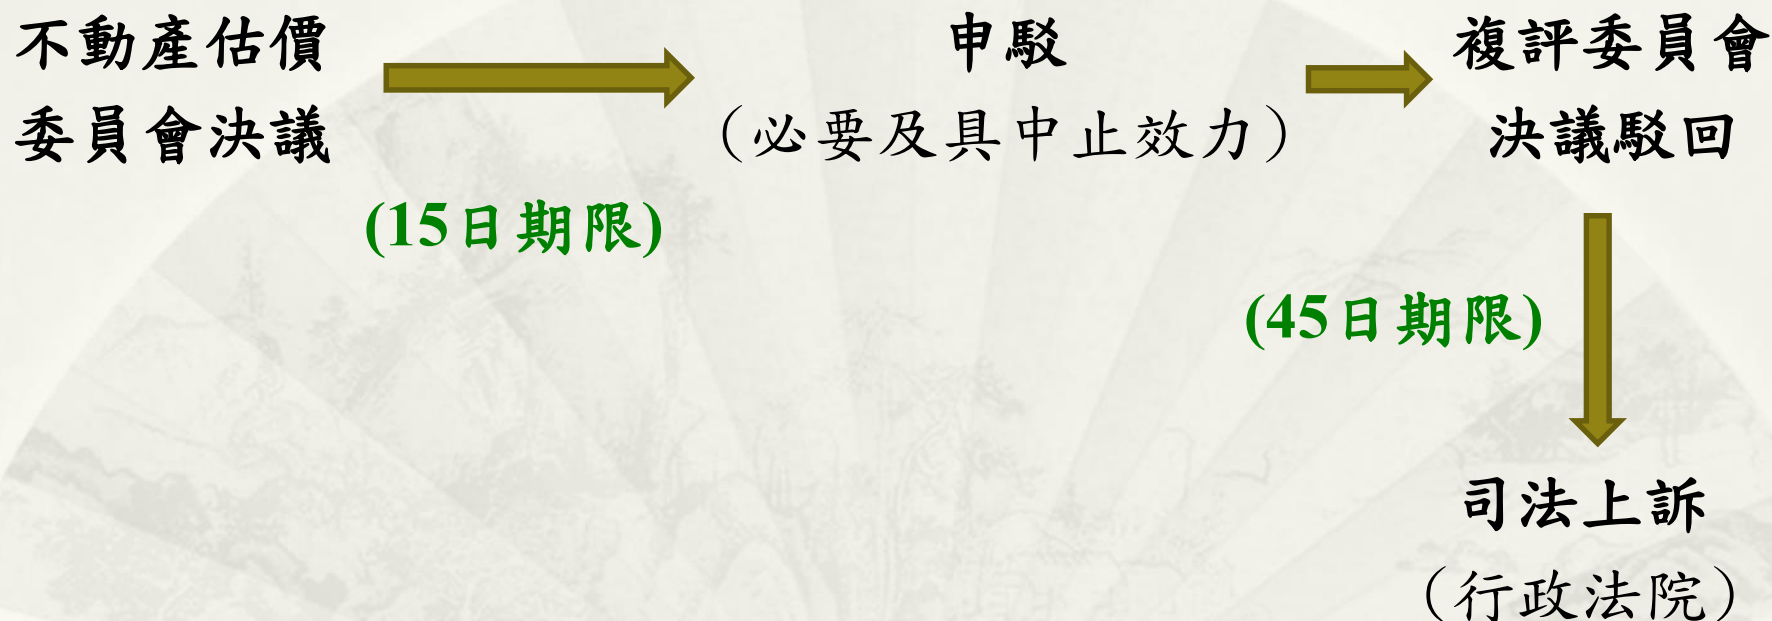 不動產估價
委員會決議
(15日期限)
申駁
（必要及具中止效力）
複評委員會
決議駁回
(45日期限)
司法上訴
（行政法院）